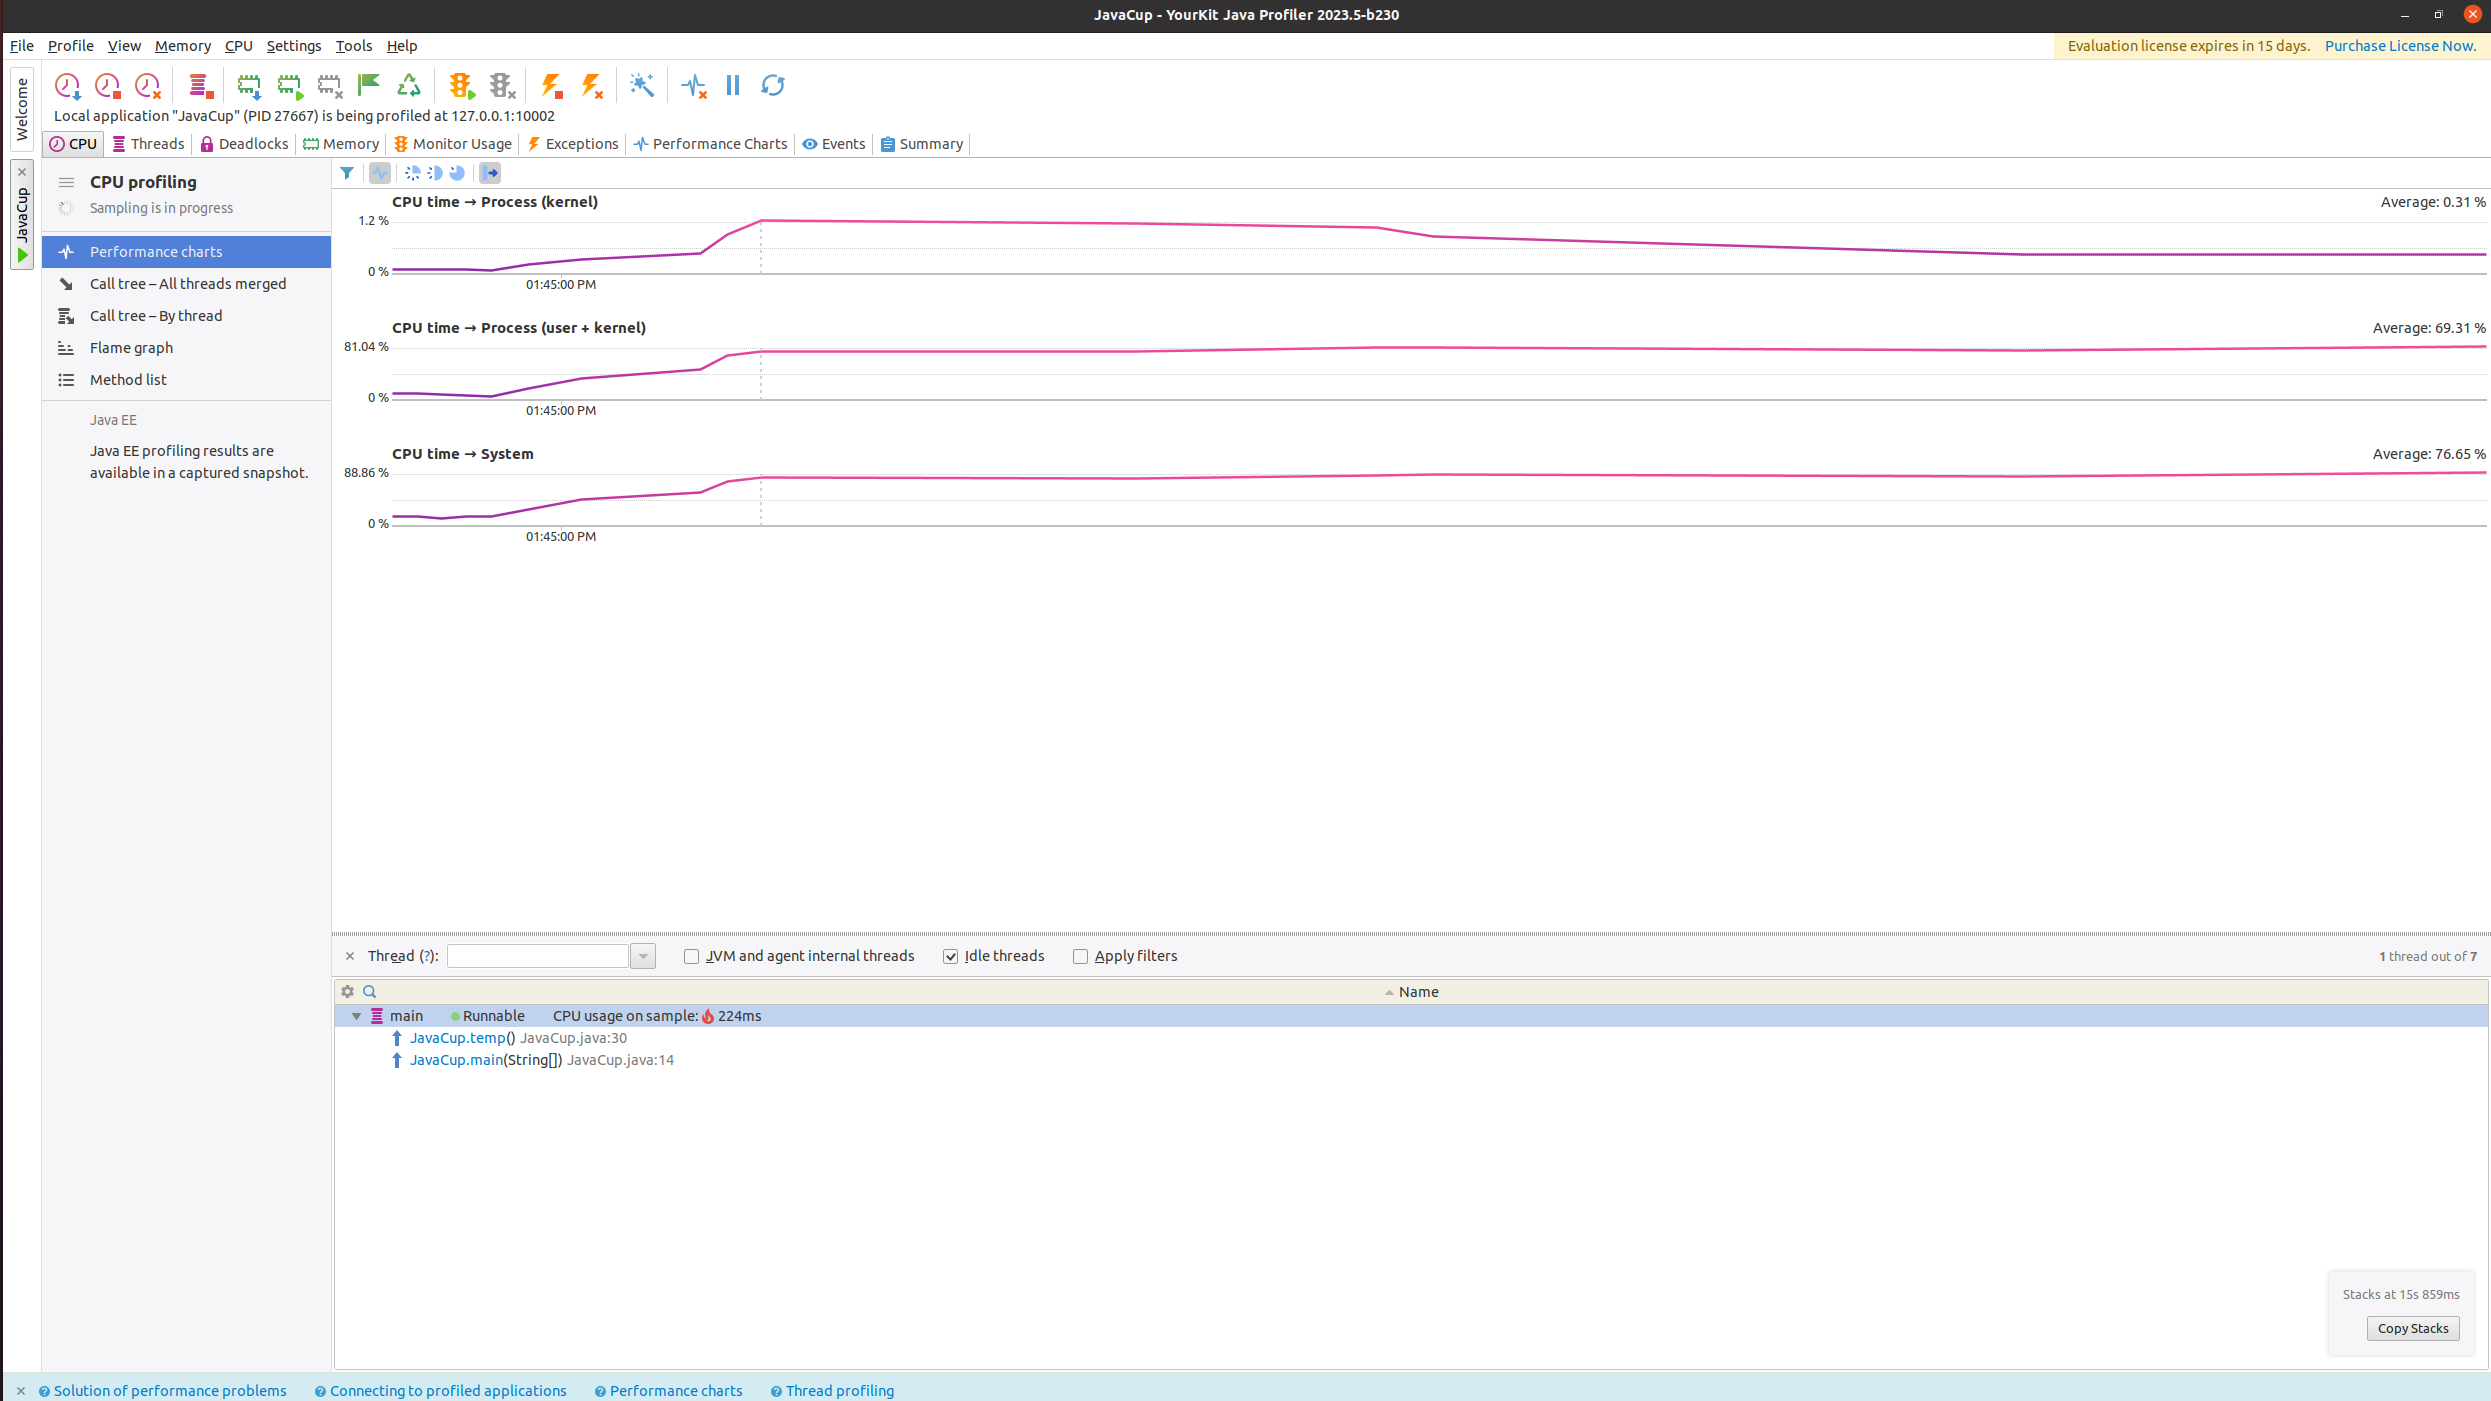 JavaCup - YourKit Java Profiler 2023.5-b230
File Profile View Memory CPU Settings Tools Help
Evaluation license expires in 15 days. Purchase License Now.
Welcome
JavaCup
Local application "JavaCup" (PID 27667) is being profiled at 127.0.0.1:10002
CPU Threads Deadlocks Memory Monitor Usage Exceptions Performance Charts Events Summary
CPU profiling
Sampling is in progress
Performance charts
Call tree – All threads merged
Call tree – By thread
Flame graph
Method list
Java EE
Java EE profiling results are
available in a captured snapshot.
CPU time → Process (kernel)
Average: 0.31 %
1.2 %
0 %
01:45:00 PM
CPU time → Process (user + kernel)
Average: 69.31 %
81.04 %
0 %
01:45:00 PM
CPU time → System
Average: 76.65 %
88.86 %
0 %
01:45:00 PM
Thread (?): JVM and agent internal threads Idle threads Apply filters
1 thread out of 7
Name
main Runnable CPU usage on sample: 224ms
JavaCup.temp() JavaCup.java:30
JavaCup.main(String[]) JavaCup.java:14
Stacks at 15s 859ms
Copy Stacks
Solution of performance problems Connecting to profiled applications Performance charts Thread profiling